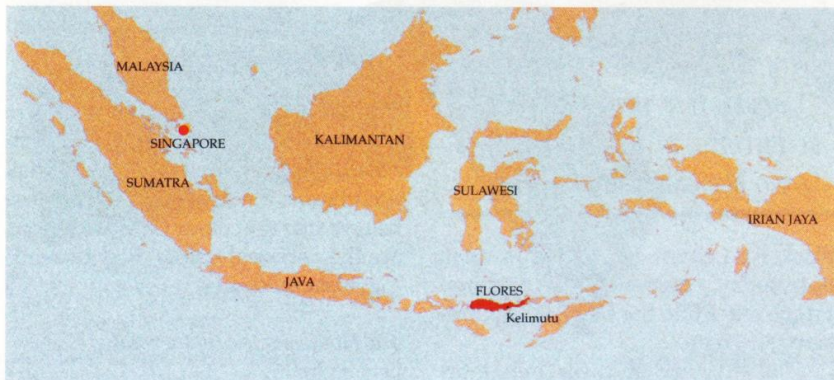 MALAYSIA
SINGAPORE
KALIMANTAN
SUMATRA
SULAWESI
IRIAN JAYA
JAVA
FLORES
Kelimutu